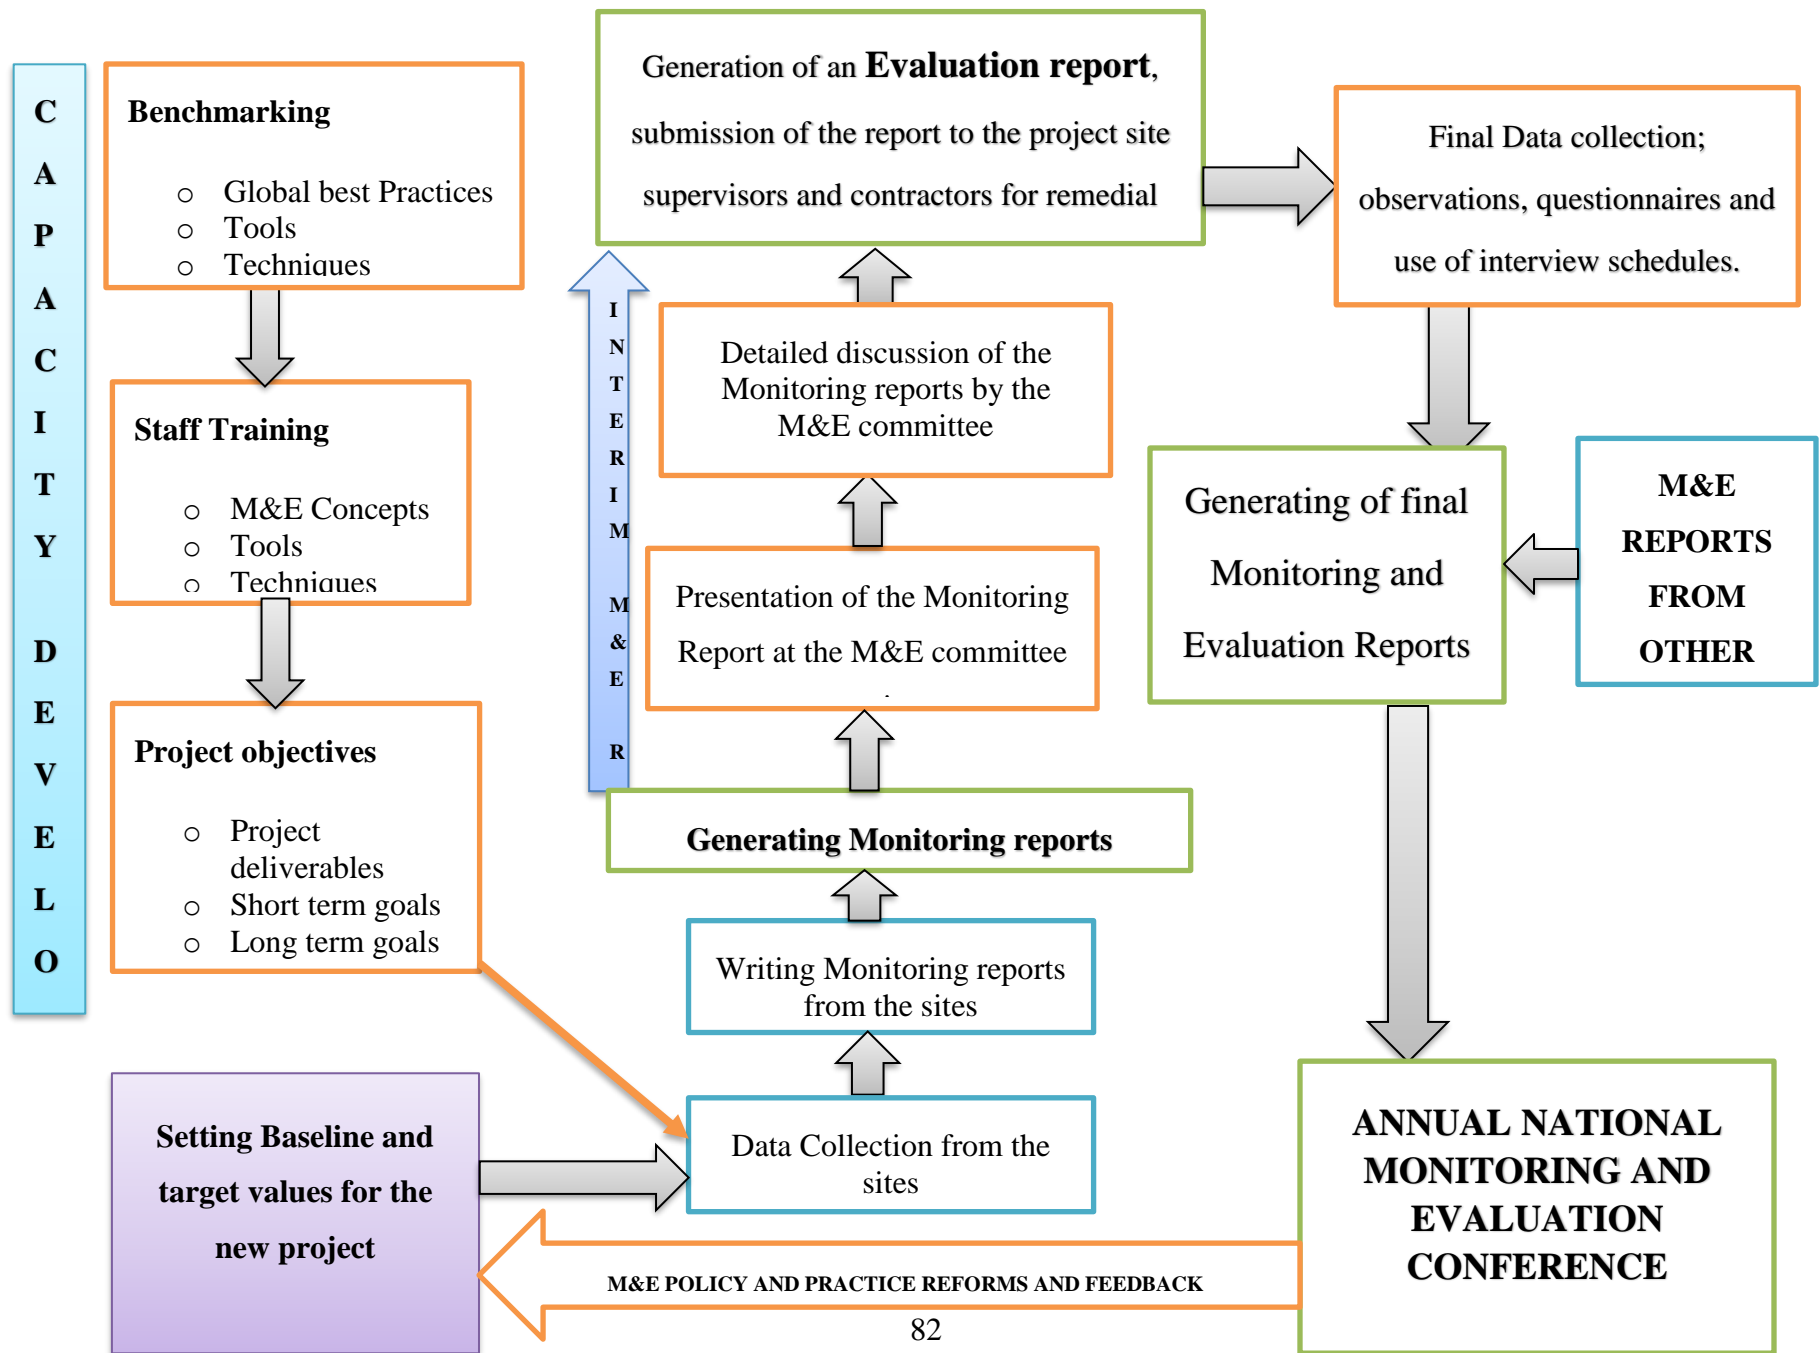 C
A
P
A
C
I
T
Y
D
E
V
E
L
O
Benchmarking
o Global best Practices
o Tools
o Techniques
Staff Training
o M&E Concepts
o Tools
o Techniques
Project objectives
o Project
deliverables
o Short term goals
o Long term goals
Setting Baseline and
target values for the
new project
Generation of an Evaluation report,
submission of the report to the project site
supervisors and contractors for remedial
I
N
T
E
R
I
M
M
&
E
R
Detailed discussion of the
Monitoring reports by the
M&E committee
Presentation of the Monitoring
Report at the M&E committee
.
Generating Monitoring reports
Writing Monitoring reports
from the sites
Data Collection from the
sites
Final Data collection;
observations, questionnaires and
use of interview schedules.
Generating of final
Monitoring and
Evaluation Reports
M&E
REPORTS
FROM
OTHER
ANNUAL NATIONAL
MONITORING AND
EVALUATION
CONFERENCE
M&E POLICY AND PRACTICE REFORMS AND FEEDBACK
82